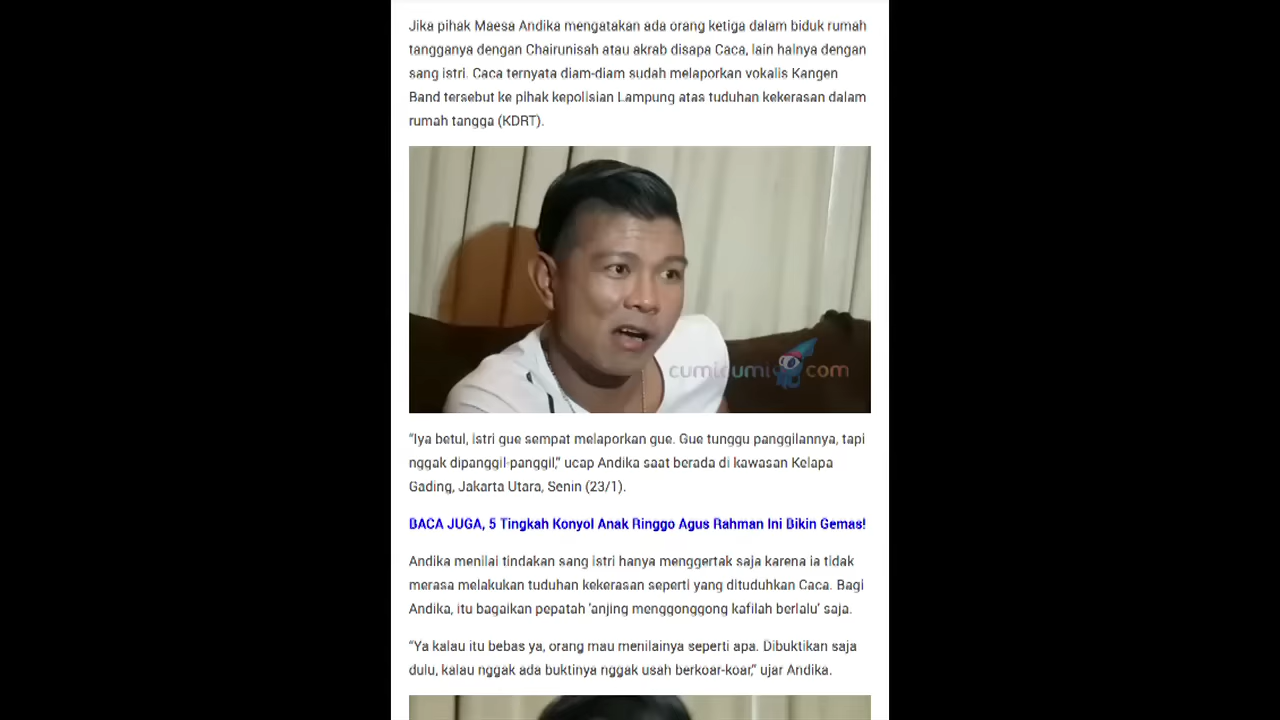 Jika pihak Maesa Andika mengatakan ada orang ketiga dalam biduk rumah
tangganya dengan Chairunisah atau akrab disapa Caca, lain halnya dengan
sang istri. Caca ternyata diam-diam sudah melaporkan vokalis Kangen
Band tersebut ke pihak kepolisian Lampung atas tuduhan kekerasan dalam
rumah tangga (KDRT).
cumicumi.com
“Iya betul, istri gue sempat melaporkan gue. Gue tunggu panggilannya, tapi
nggak dipanggil-panggil,” ucap Andika saat berada di kawasan Kelapa
Gading, Jakarta Utara, Senin (23/1).
BACA JUGA, 5 Tingkah Konyol Anak Ringgo Agus Rahman Ini Bikin Gemas!
Andika menilai tindakan sang istri hanya menggertak saja karena ia tidak
merasa melakukan tuduhan kekerasan seperti yang dituduhkan Caca. Bagi
Andika, itu bagaikan pepatah ‘anjing menggonggong kafilah berlalu’ saja.
“Ya kalau itu bebas ya, orang mau menilainya seperti apa. Dibuktikan saja
dulu, kalau nggak ada buktinya nggak usah berkoar-koar,” ujar Andika.